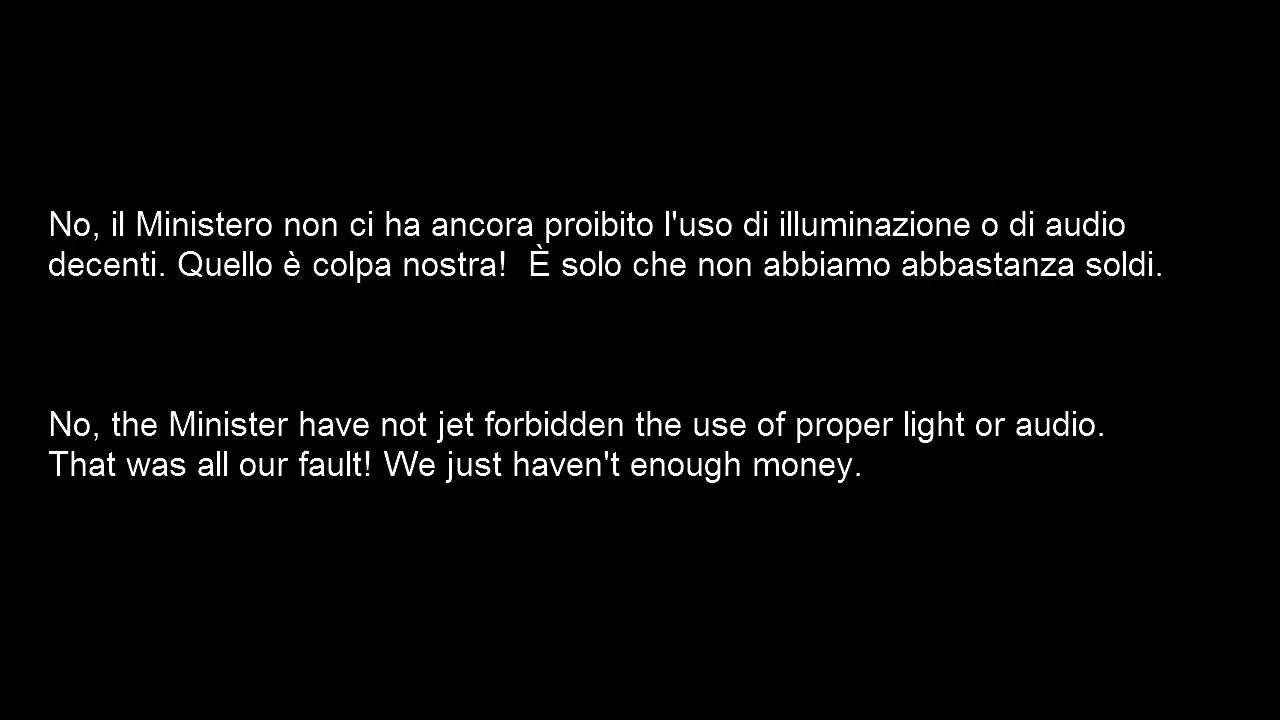 No, il Ministero non ci ha ancora proibito l'uso di illuminazione o di audio
decenti. Quello è colpa nostra!  È solo che non abbiamo abbastanza soldi.
No, the Minister have not jet forbidden the use of proper light or audio.
That was all our fault! We just haven't enough money.